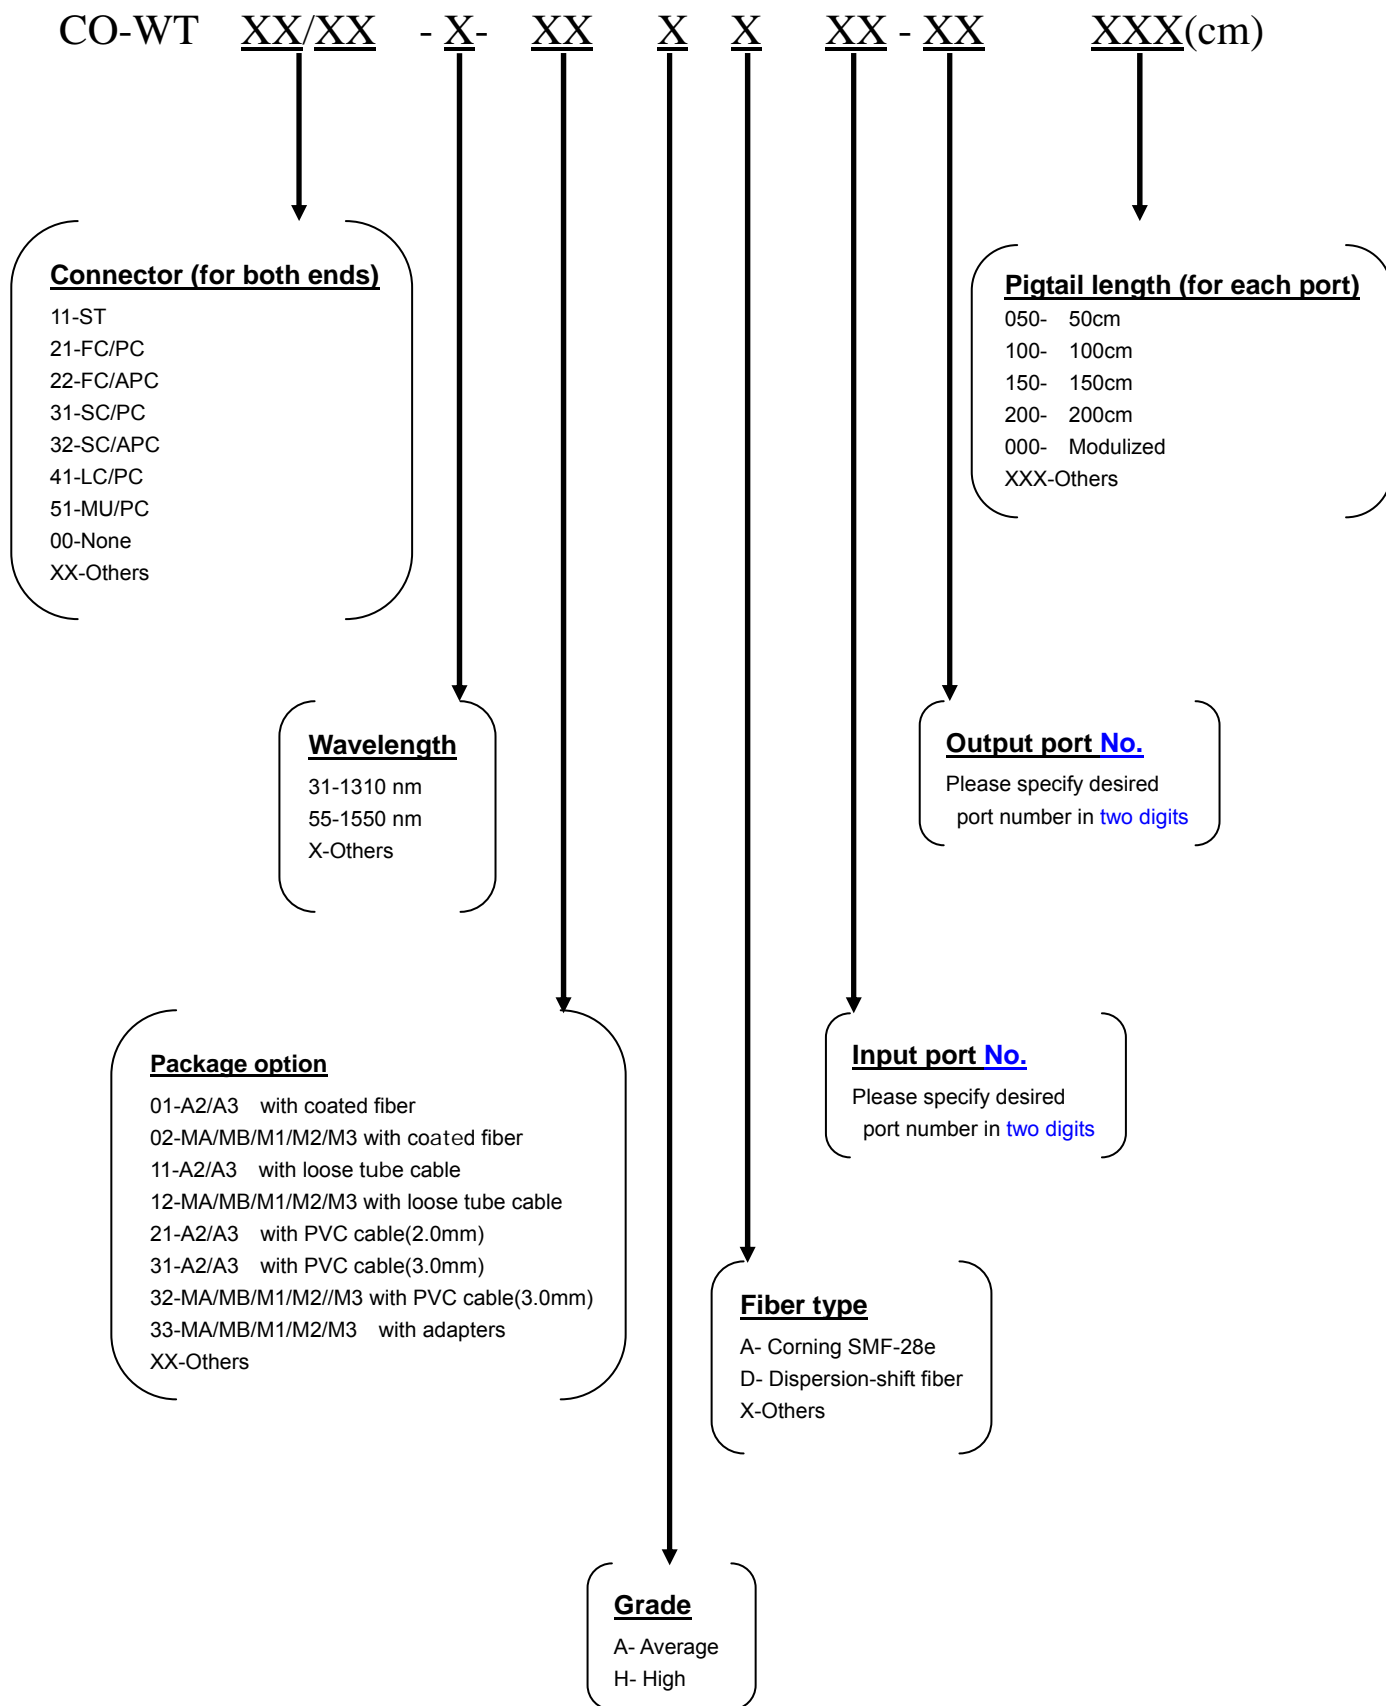 CO-WT XX/XX - X- XX X X XX - XX XXX(cm)
Connector (for both ends)
11-ST
21-FC/PC
22-FC/APC
31-SC/PC
32-SC/APC
41-LC/PC
51-MU/PC
00-None
XX-Others
Pigtail length (for each port)
050- 50cm
100- 100cm
150- 150cm
200- 200cm
000- Modulized
XXX-Others
Wavelength
31-1310 nm
55-1550 nm
X-Others
Output port No.
Please specify desired
port number in two digits
Package option
01-A2/A3 with coated fiber
02-MA/MB/M1/M2/M3 with coated fiber
11-A2/A3 with loose tube cable
12-MA/MB/M1/M2/M3 with loose tube cable
21-A2/A3 with PVC cable(2.0mm)
31-A2/A3 with PVC cable(3.0mm)
32-MA/MB/M1/M2//M3 with PVC cable(3.0mm)
33-MA/MB/M1/M2/M3 with adapters
XX-Others
Input port No.
Please specify desired
port number in two digits
Fiber type
A- Corning SMF-28e
D- Dispersion-shift fiber
X-Others
Grade
A- Average
H- High